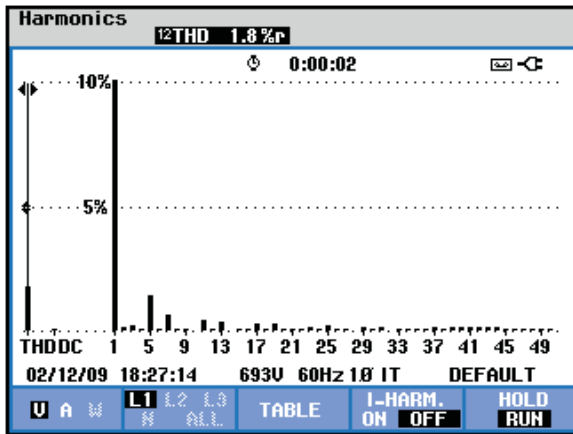 Harmonics
12THD 1.8%r
0:00:02
10%
5%
THDDC 1 5 9 13 17 21 25 29 33 37 41 45 49
02/12/09 18:27:14 693V 60Hz 1Ø IT DEFAULT
V A W L1 L2 L3 N ALL TABLE I-HARM. ON OFF HOLD RUN